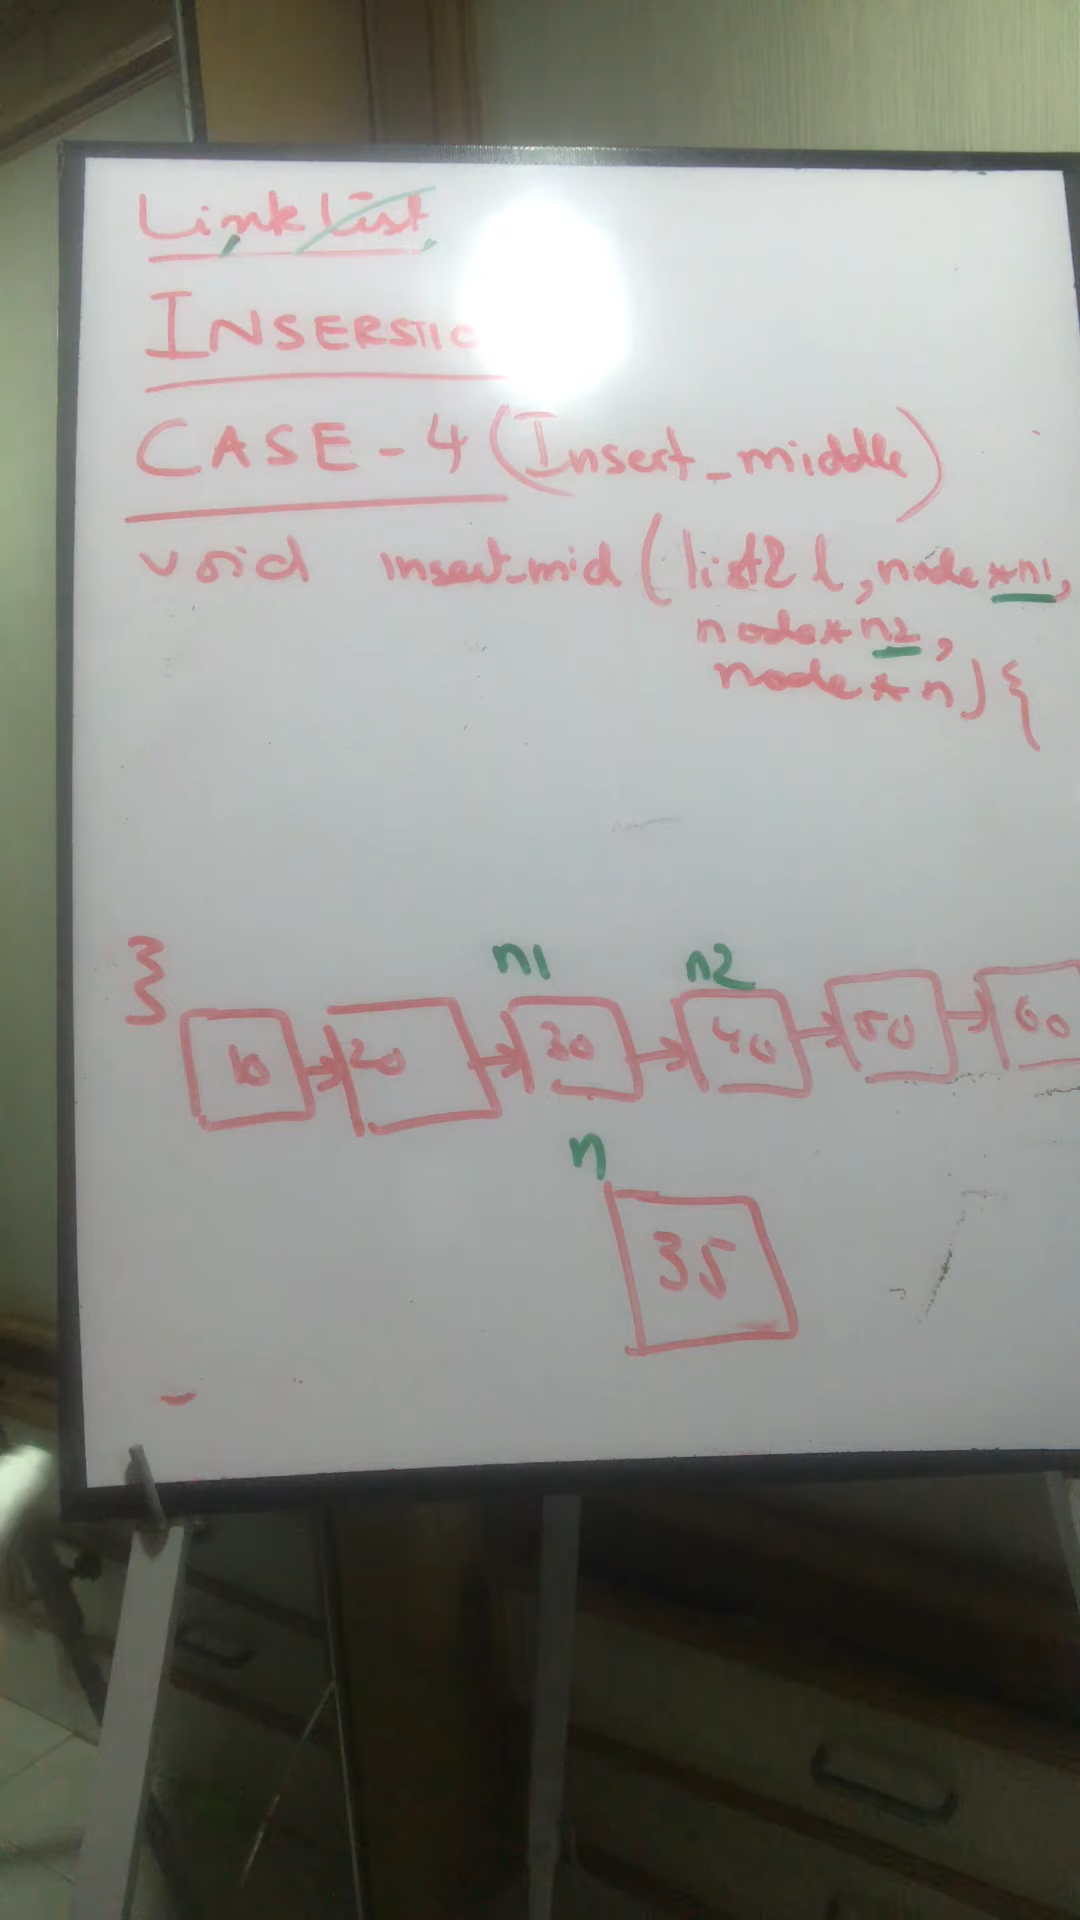 Link List
INSERSTIO
CASE-4 (Insert_middle)
void insert_mid (list2 l, node *n1,
node* n2,
node * n) {
}
n1 n2
10 20 30 40 50 60
n
35